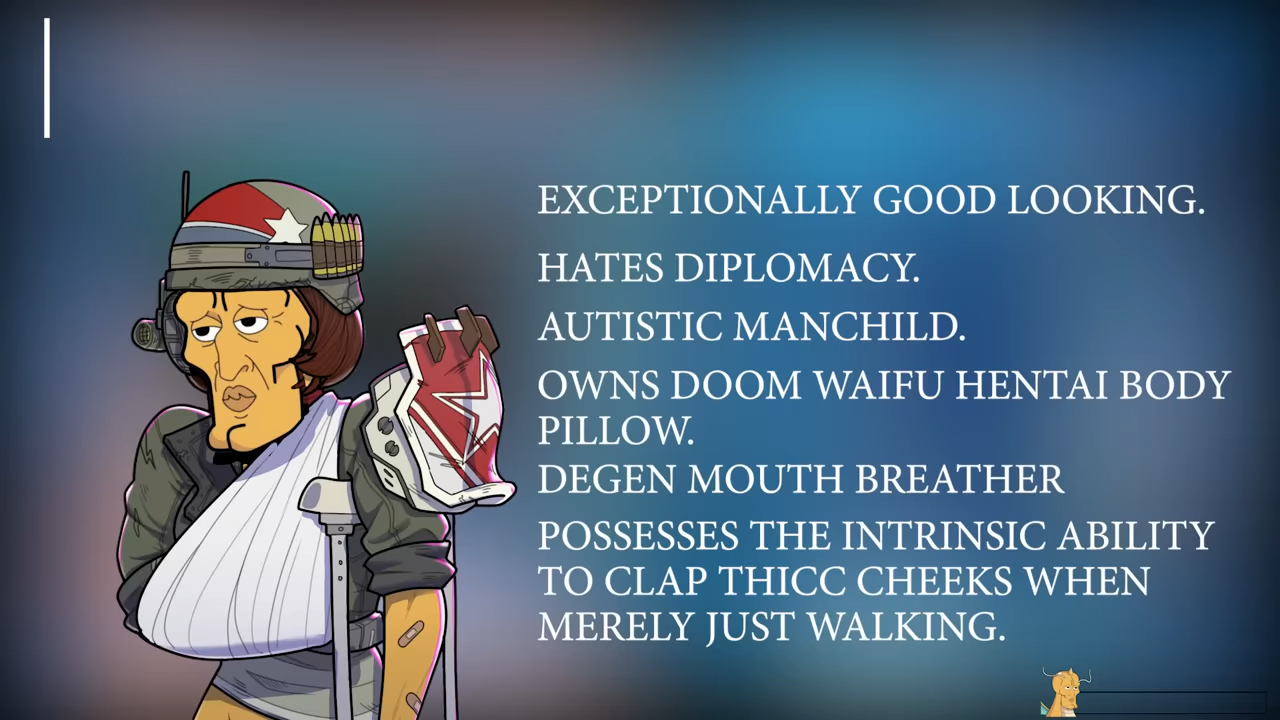 EXCEPTIONALLY GOOD LOOKING.
HATES DIPLOMACY.
AUTISTIC MANCHILD.
OWNS DOOM WAIFU HENTAI BODY
PILLOW.
DEGEN MOUTH BREATHER
POSSESSES THE INTRINSIC ABILITY
TO CLAP THICC CHEEKS WHEN
MERELY JUST WALKING.